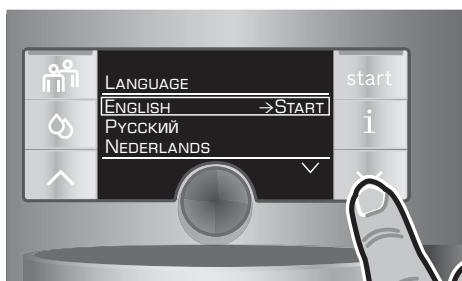 LANGUAGE
start
ENGLISH →START
РУССКИЙ
i
NEDERLANDS